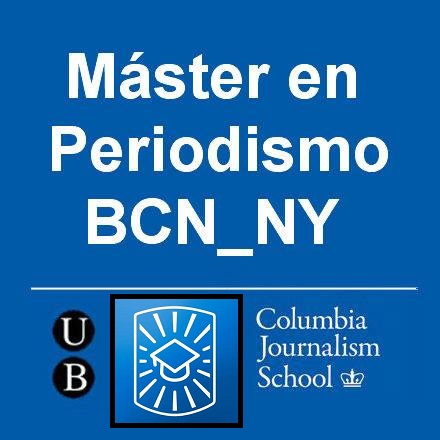 Máster en
Periodismo
BCN_NY
U
B
Columbia
Journalism
School